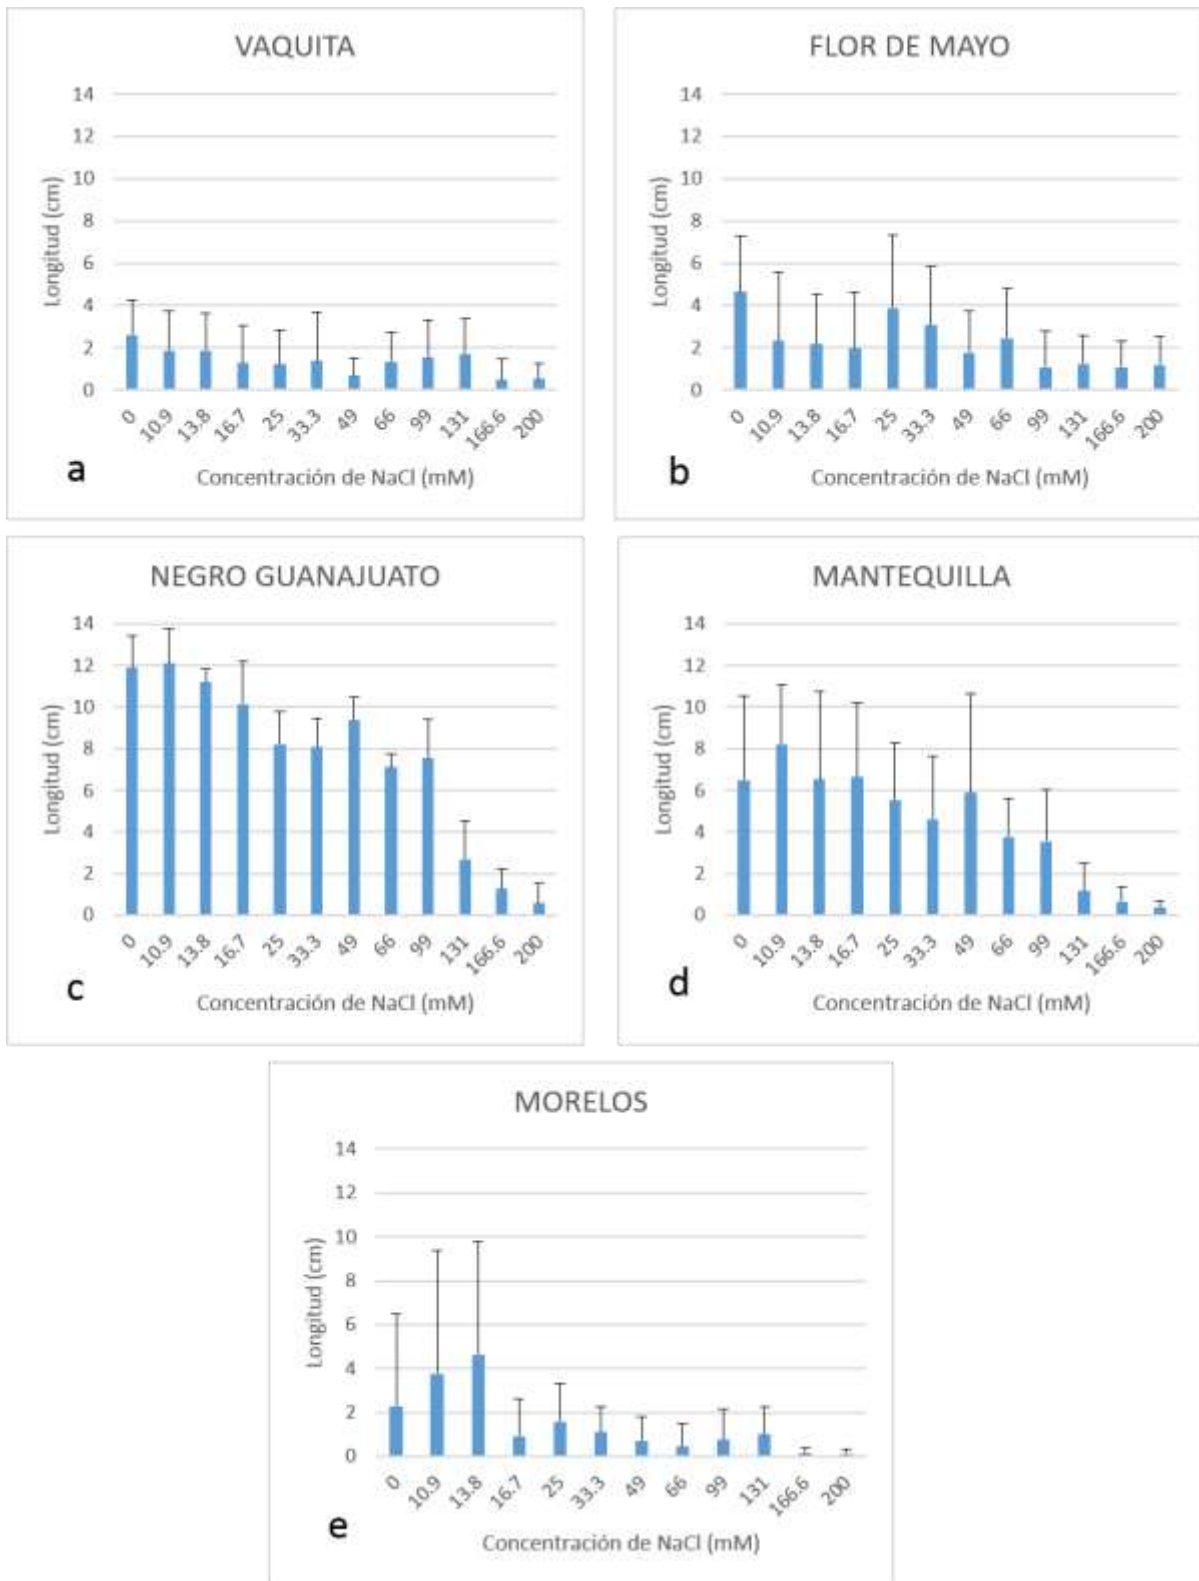 VAQUITA
Longitud (cm)
14
12
10
8
6
4
2
0
0 10.9 13.8 16.7 25 33.3 49 66 99 131 166.6 200
Concentración de NaCl (mM)
a
FLOR DE MAYO
Longitud (cm)
14
12
10
8
6
4
2
0
0 10.9 13.8 16.7 25 33.3 49 66 99 131 166.6 200
Concentración de NaCl (mM)
b
NEGRO GUANAJUATO
Longitud (cm)
14
12
10
8
6
4
2
0
0 10.9 13.8 16.7 25 33.3 49 66 99 131 166.6 200
Concentración de NaCl (mM)
c
MANTEQUILLA
Longitud (cm)
14
12
10
8
6
4
2
0
0 10.9 13.8 16.7 25 33.3 49 66 99 131 166.6 200
Concentración de NaCl (mM)
d
MORELOS
Longitud (cm)
14
12
10
8
6
4
2
0
0 10.9 13.8 16.7 25 33.3 49 66 99 131 166.6 200
Concentración de NaCl (mM)
e